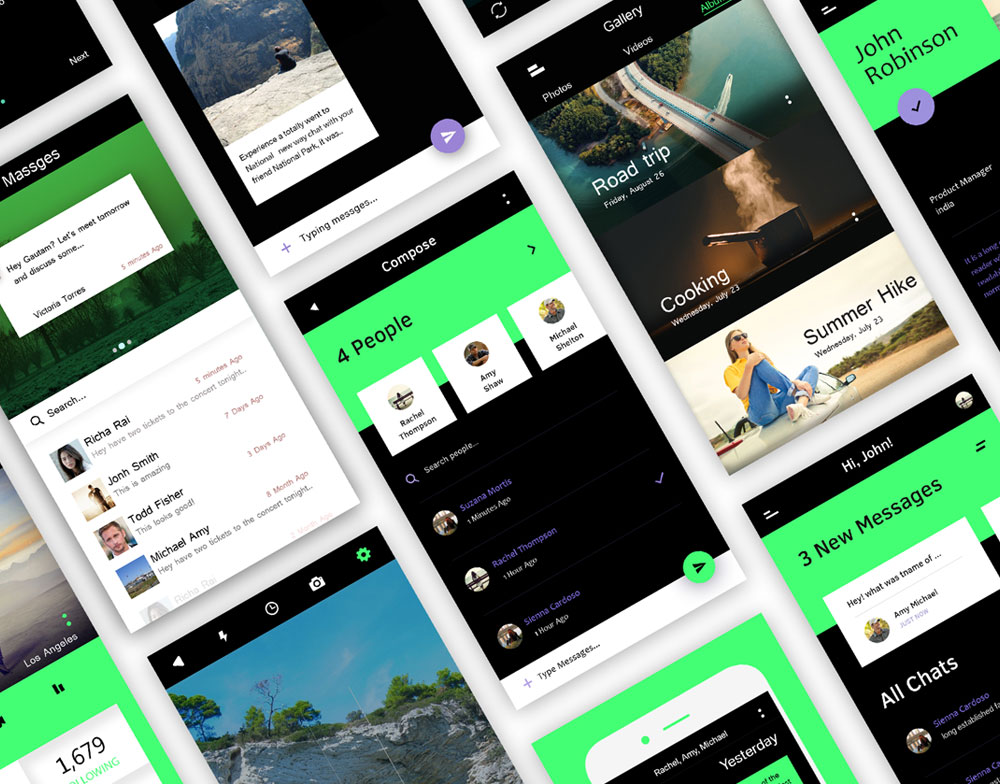 Next
Massges
Hey Gautam? Let's meet tomorrow
and discuss some...
5 minutes Ago
Victoria Torres
Search...
5 minutes Ago
Richa Rai
Hey have two tickets to the concert tonight..
7 Days Ago
Jonh Smith
This is amazing
3 Days Ago
Todd Fisher
This looks good!
8 Month Ago
Michael Amy
Hey have two tickets to the concert tonight..
Richa Rai
Los Angeles
1,679
FOLLOWING
Experience a totally went to
National new way chat with your
friend National Park, it was..
Typing messges...
Compose
4 People
Rachel
Thompson
Amy
Shaw
Michael
Shelton
Search people...
Suzana Mortis
1 Minutes Ago
Rachel Thompson
1 Hour Ago
Sienna Cardoso
1 Hour Ago
Type Messages...
Gallery
Photos
Videos
Road trip
Friday, August 26
Cooking
Wednesday, July 23
Summer Hike
Wednesday, July 23
Rachel, Amy, Michael
Yesterday
of the
John
Robinson
Product Manager
india
It is a long
reader
Hi, John!
3 New Messages
Hey! what was tname of ...
Amy Michael
JUST NOW
All Chats
Sienna Cardoso
long established